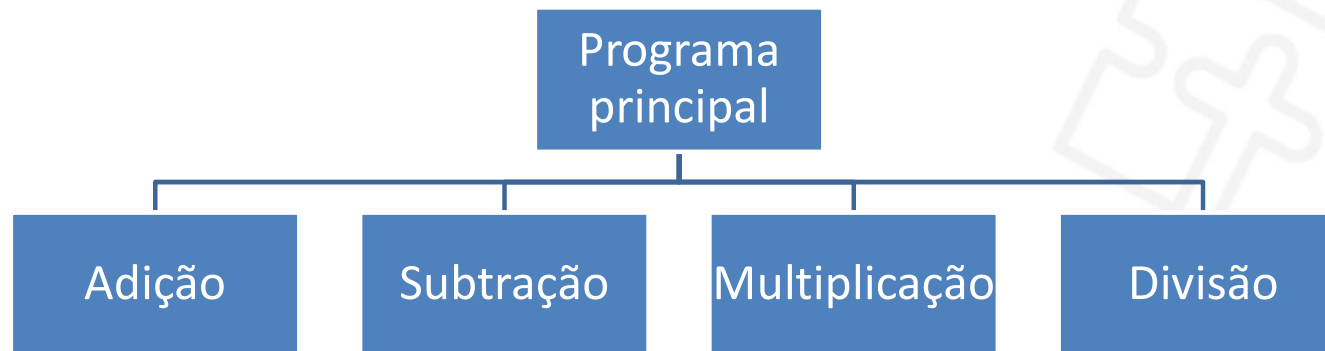 Programa
principal
Adição
Subtração
Multiplicação
Divisão